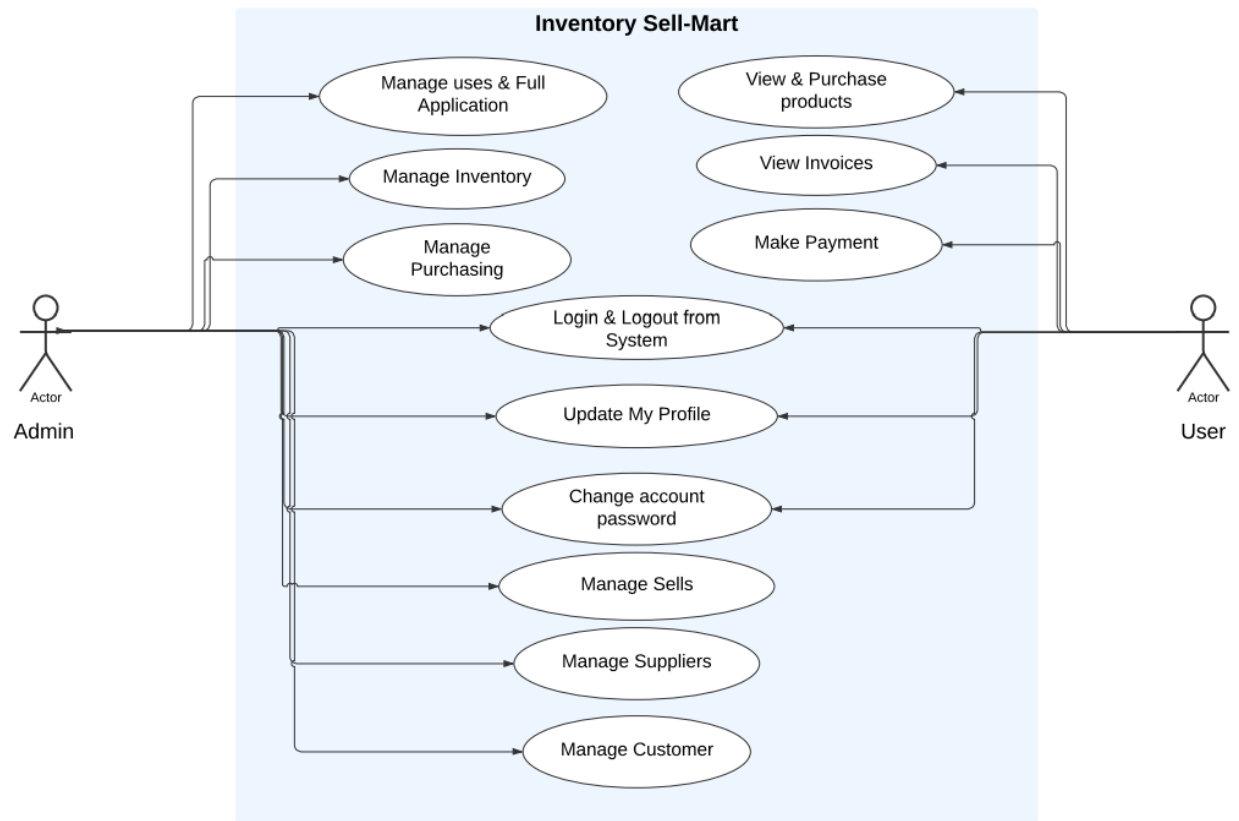 Inventory Sell-Mart
Manage uses & Full
Application
View & Purchase
products
Manage Inventory
View Invoices
Manage
Purchasing
Make Payment
Login & Logout from
System
Actor
Admin
Actor
User
Update My Profile
Change account
password
Manage Sells
Manage Suppliers
Manage Customer